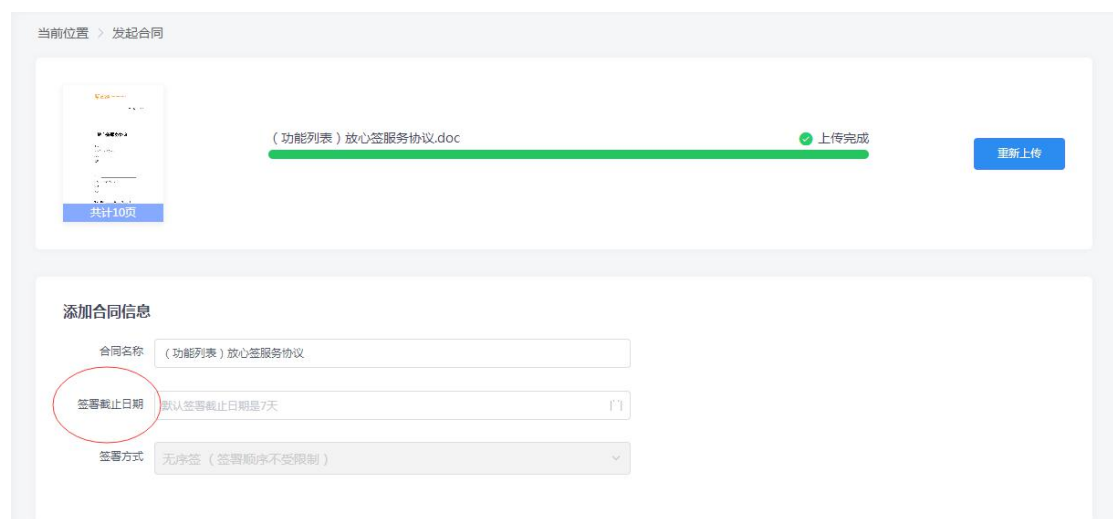 当前位置 > 发起合同
（功能列表）放心签服务协议.doc
上传完成
重新上传
共计10页
添加合同信息
合同名称
（功能列表）放心签服务协议
签署截止日期
默认签署截止日期是7天
签署方式
无序签（签署顺序不受限制）